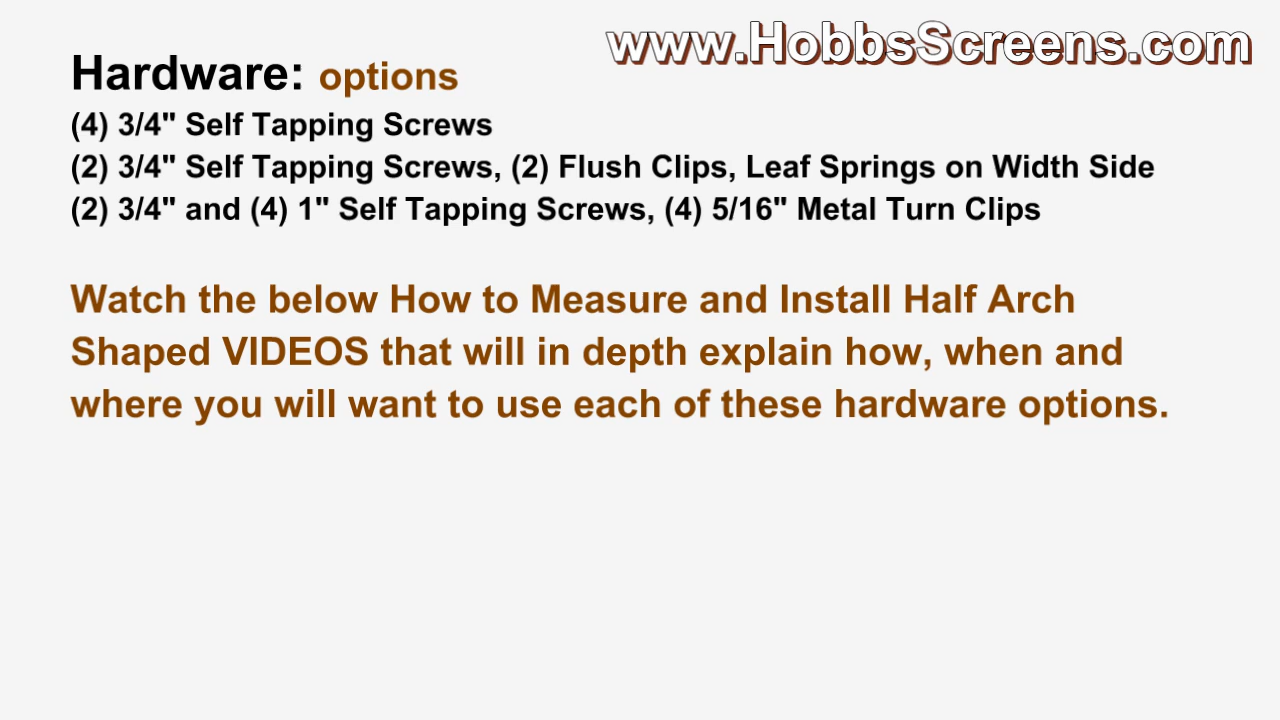 www.HobbsScreens.com
Hardware: options
(4) 3/4" Self Tapping Screws
(2) 3/4" Self Tapping Screws, (2) Flush Clips, Leaf Springs on Width Side
(2) 3/4" and (4) 1" Self Tapping Screws, (4) 5/16" Metal Turn Clips
Watch the below How to Measure and Install Half Arch
Shaped VIDEOS that will in depth explain how, when and
where you will want to use each of these hardware options.